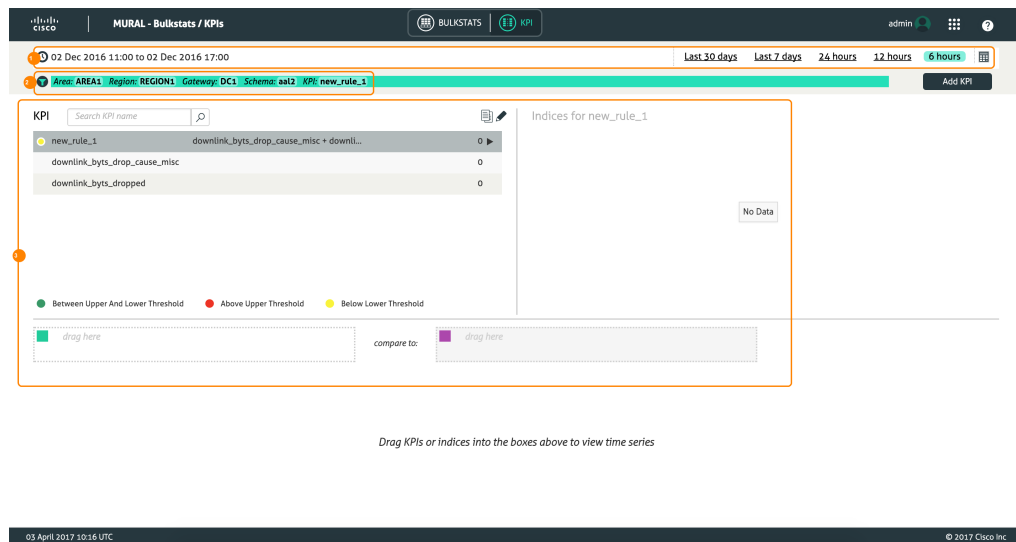 cisco
MURAL - Bulkstats / KPIs
BULKSTATS
KPI
admin
?
1
02 Dec 2016 11:00 to 02 Dec 2016 17:00
Last 30 days
Last 7 days
24 hours
12 hours
6 hours
2
Area: AREA1 Region: REGION1 Gateway: DC1 Schema: aal2 KPI: new_rule_1
Add KPI
KPI
Search KPI name
Indices for new_rule_1
new_rule_1 downlink_byts_drop_cause_misc + downli... 0
downlink_byts_drop_cause_misc 0
downlink_byts_dropped 0
No Data
3
Between Upper And Lower Threshold
Above Upper Threshold
Below Lower Threshold
drag here
compare to:
drag here
Drag KPIs or indices into the boxes above to view time series
03 April 2017 10:16 UTC
© 2017 Cisco Inc